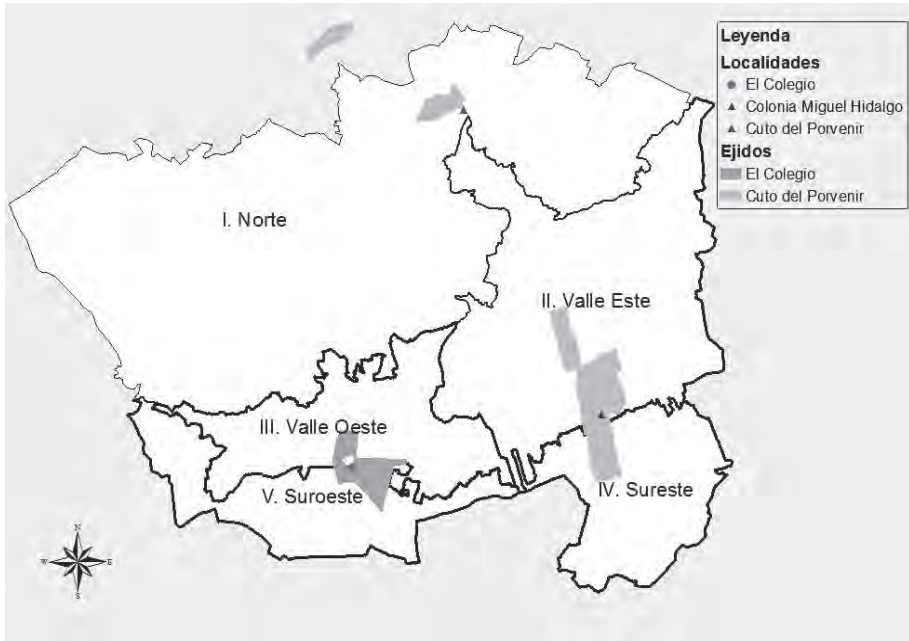 Leyenda
Localidades
El Colegio
Colonia Miguel Hidalgo
Cuto del Porvenir
Ejidos
El Colegio
Cuto del Porvenir
I. Norte
II. Valle Este
III. Valle Oeste
V. Suroeste
IV. Sureste
N
W E
S